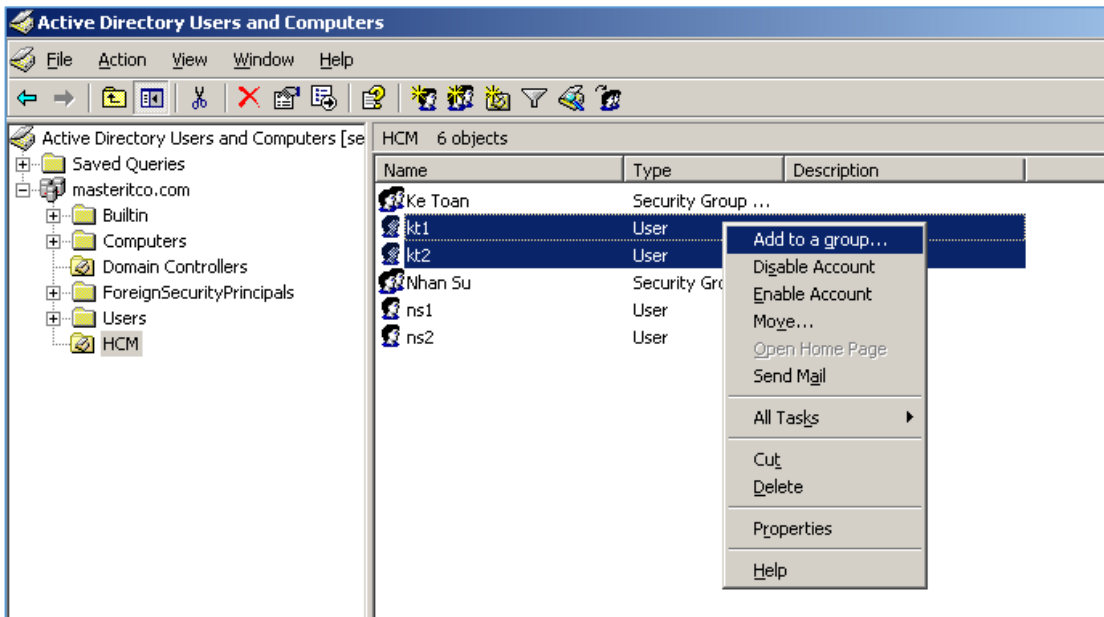 Active Directory Users and Computers
File Action View Window Help
Active Directory Users and Computers [se
Saved Queries
masteritco.com
Builtin
Computers
Domain Controllers
ForeignSecurityPrincipals
Users
HCM
HCM 6 objects
Name Type Description
Ke Toan Security Group ...
kt1 User
kt2 User
Nhan Su Security Gro
ns1 User
ns2 User
Add to a group...
Disable Account
Enable Account
Move...
Open Home Page
Send Mail
All Tasks
Cut
Delete
Properties
Help